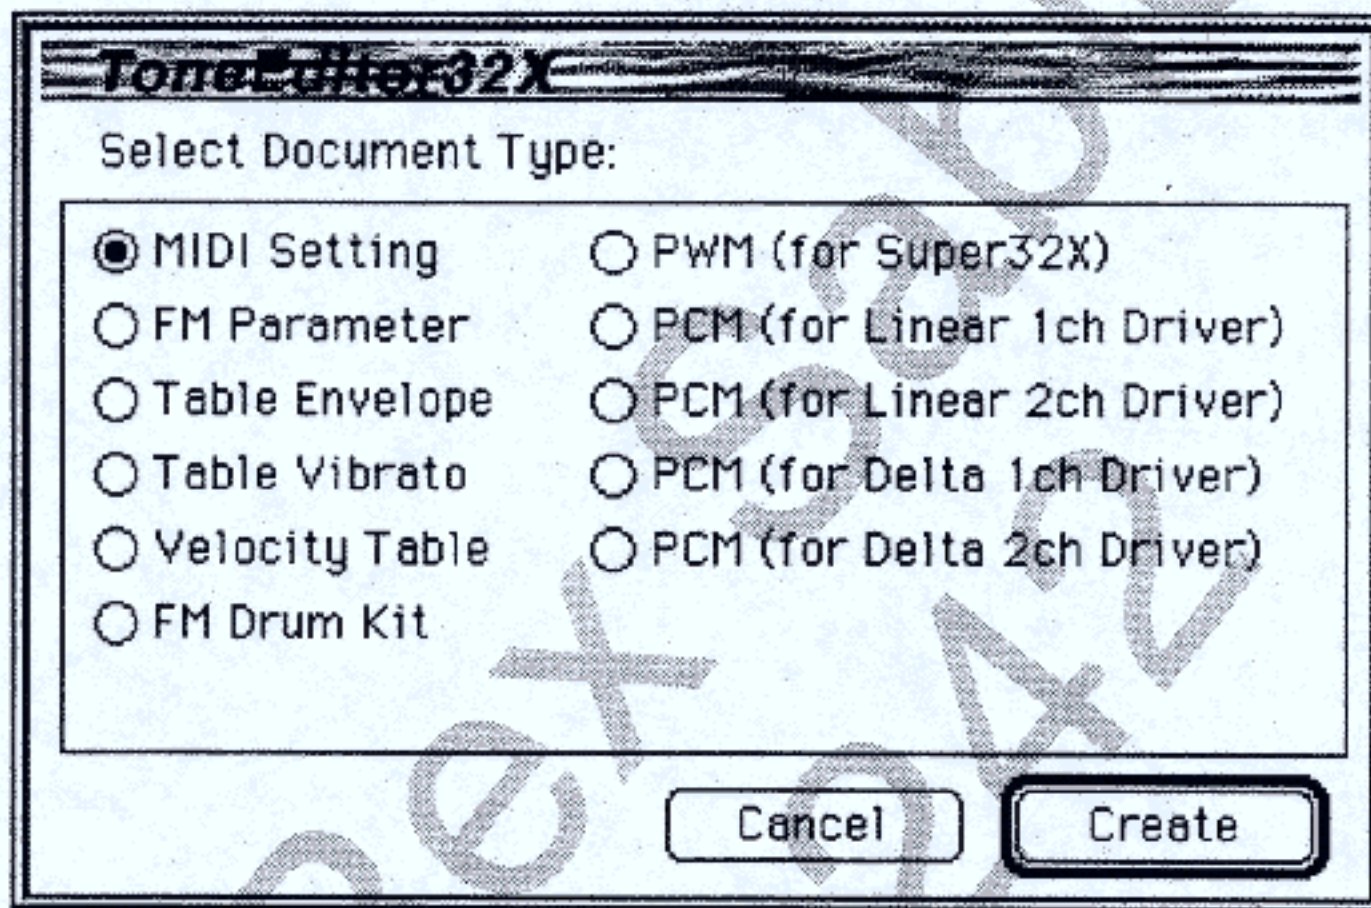 ToneEditor32X
Select Document Type:
MIDI Setting
FM Parameter
Table Envelope
Table Vibrato
Velocity Table
FM Drum Kit
PWM (for Super32X)
PCM (for Linear 1ch Driver)
PCM (for Linear 2ch Driver)
PCM (for Delta 1ch Driver)
PCM (for Delta 2ch Driver)
Cancel
Create